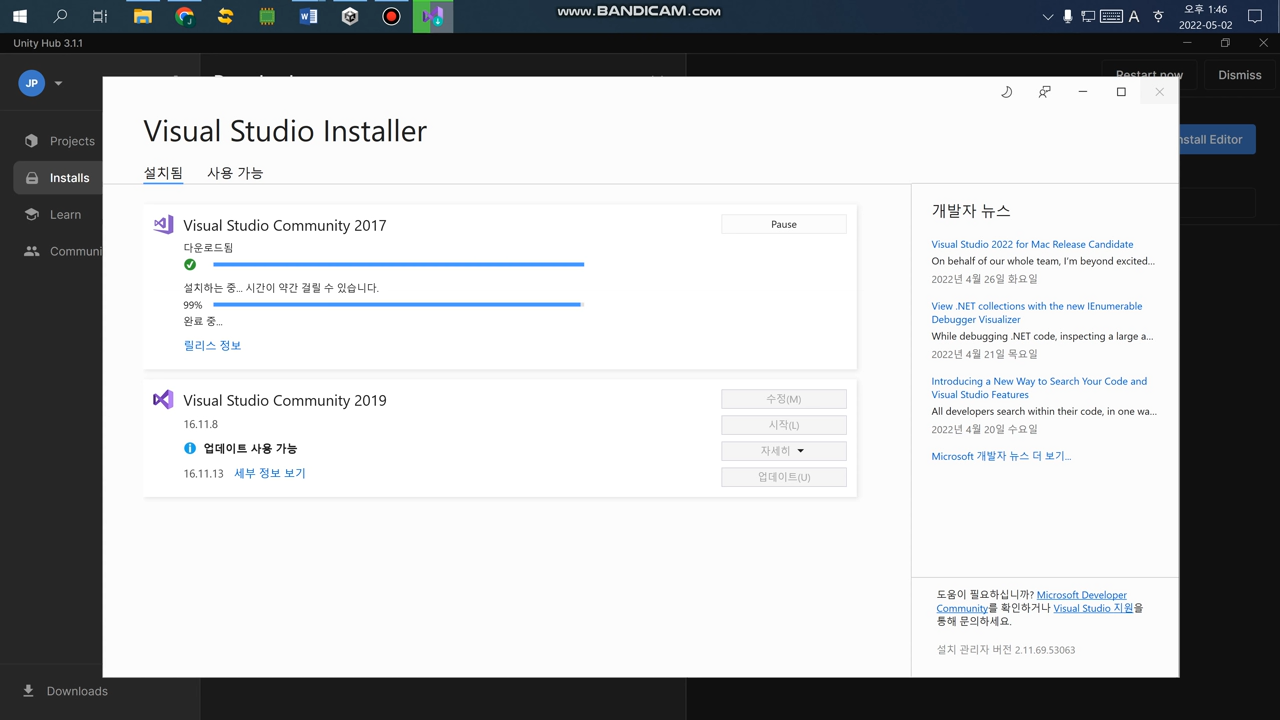 www.BANDICAM.com
A
오후 1:46
2022-05-02
Unity Hub 3.1.1
JP
Restart now
Dismiss
Projects
Installs
Learn
Communi
Downloads
nstall Editor
Visual Studio Installer
설치됨
사용 가능
Visual Studio Community 2017
Pause
다운로드됨
설치하는 중... 시간이 약간 걸릴 수 있습니다.
99%
완료 중...
릴리스 정보
Visual Studio Community 2019
수정(M)
16.11.8
시작(L)
업데이트 사용 가능
자세히
16.11.13 세부 정보 보기
업데이트(U)
개발자 뉴스
Visual Studio 2022 for Mac Release Candidate
On behalf of our whole team, I'm beyond excited...
2022년 4월 26일 화요일
View .NET collections with the new IEnumerable
Debugger Visualizer
While debugging .NET code, inspecting a large a...
2022년 4월 21일 목요일
Introducing a New Way to Search Your Code and
Visual Studio Features
All developers search within their code, in one wa...
2022년 4월 20일 수요일
Microsoft 개발자 뉴스 더 보기...
도움이 필요하십니까? Microsoft Developer
Community를 확인하거나 Visual Studio 지원을
통해 문의하세요.
설치 관리자 버전 2.11.69.53063